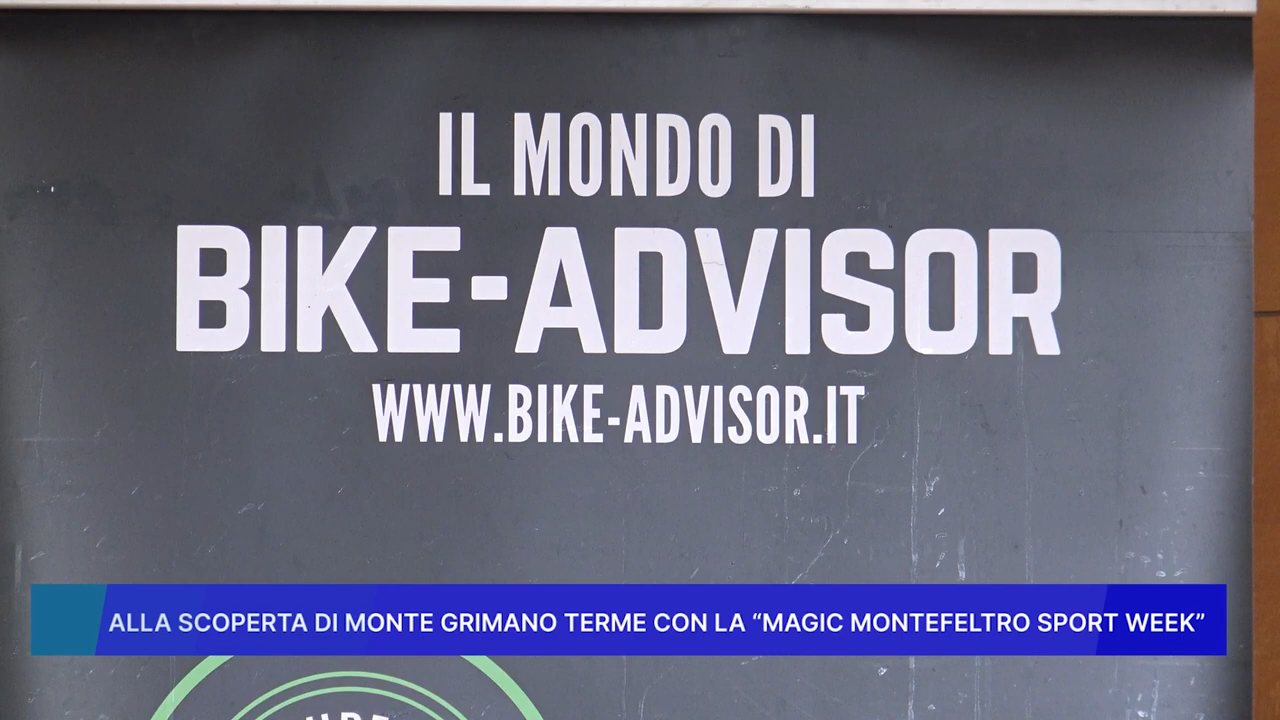 IL MONDO DI
BIKE-ADVISOR
WWW.BIKE-ADVISOR.IT
ALLA SCOPERTA DI MONTE GRIMANO TERME CON LA “MAGIC MONTEFELTRO SPORT WEEK”